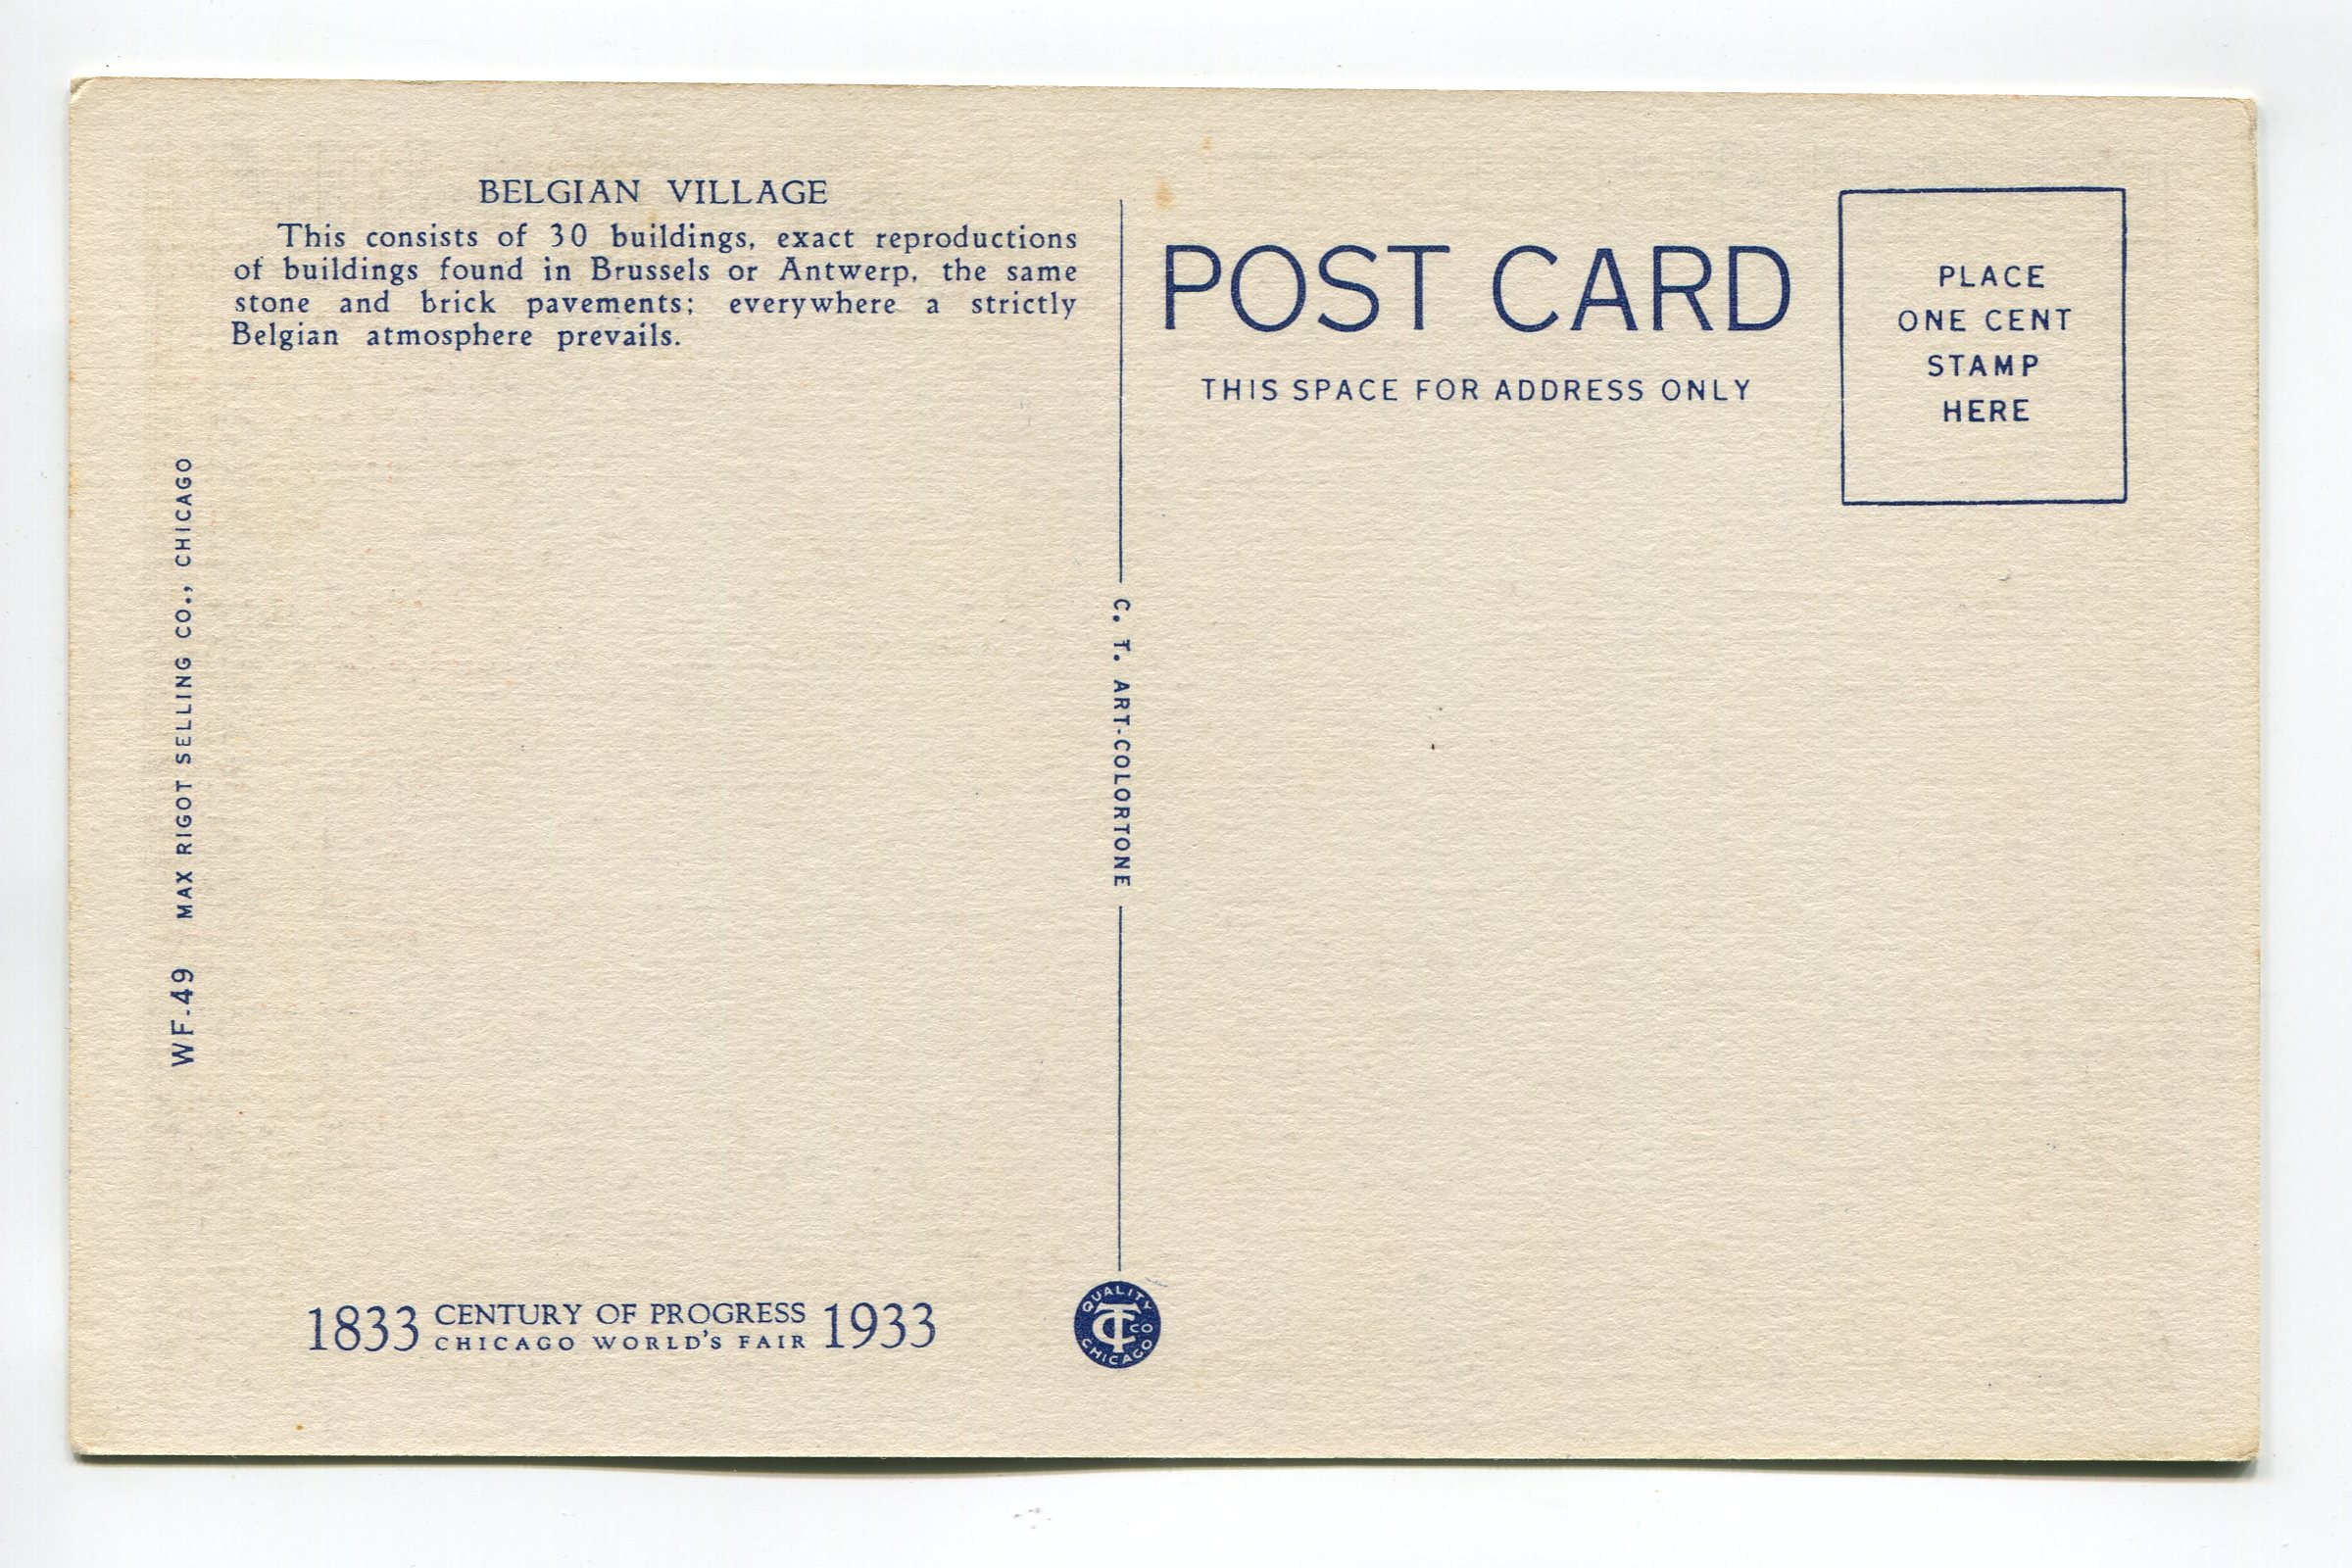 BELGIAN VILLAGE
This consists of 30 buildings, exact reproductions
of buildings found in Brussels or Antwerp, the same
stone and brick pavements; everywhere a strictly
Belgian atmosphere prevails.
WF-49 MAX RIGOT SELLING CO., CHICAGO
1833 CENTURY OF PROGRESS 1933
CHICAGO WORLD'S FAIR
C. T. ART-COLORTONE
QUALITY
CT CO
CHICAGO
POST CARD
THIS SPACE FOR ADDRESS ONLY
PLACE
ONE CENT
STAMP
HERE